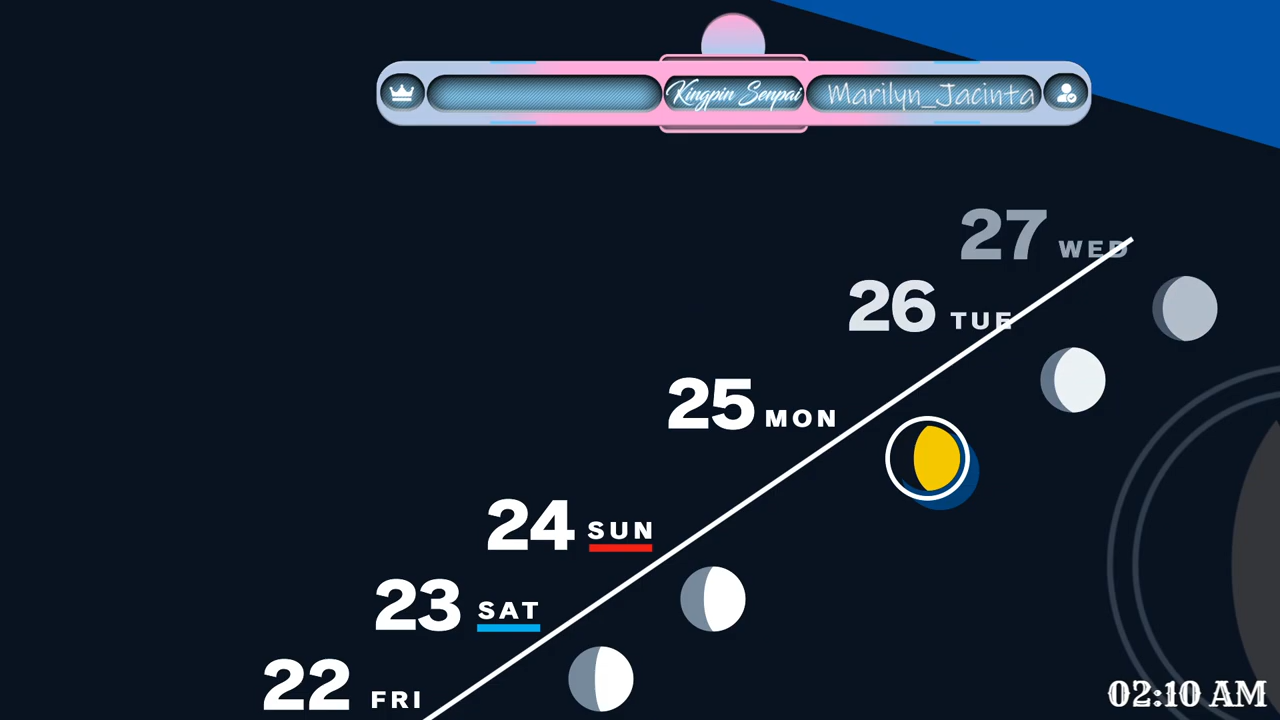 Kingpin Senpai
Marilyn_Jacinta
27 WED
26 TUE
25 MON
24 SUN
23 SAT
22 FRI
02:10 AM